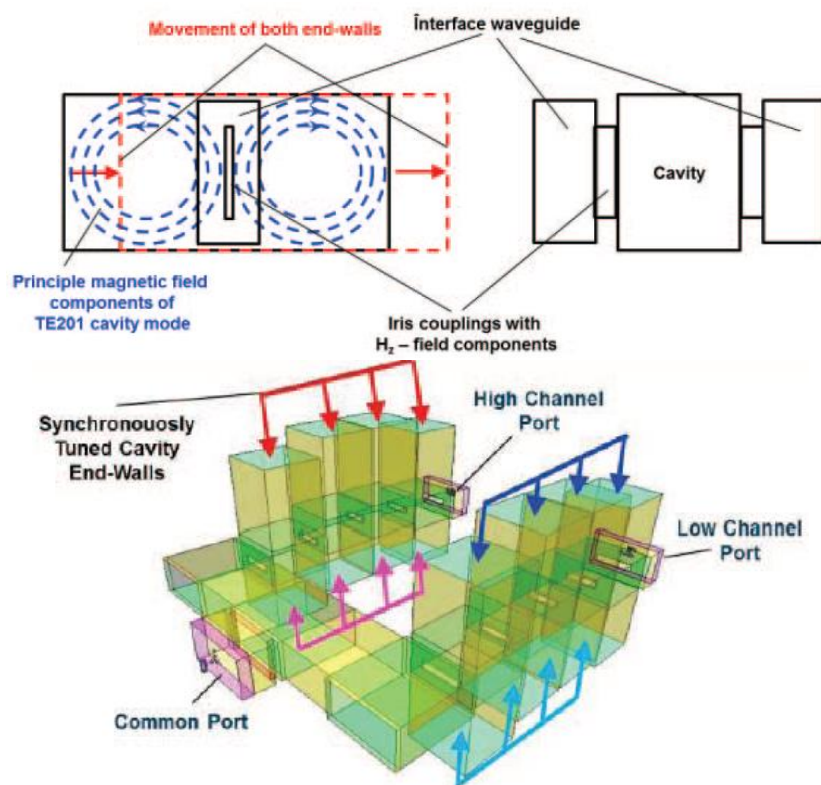 Movement of both end-walls
İnterface waveguide
Cavity
Principle magnetic field
components of
TE201 cavity mode
Iris couplings with
Hz – field components
Synchronouosly
Tuned Cavity
End-Walls
High Channel
Port
Low Channel
Port
Common Port